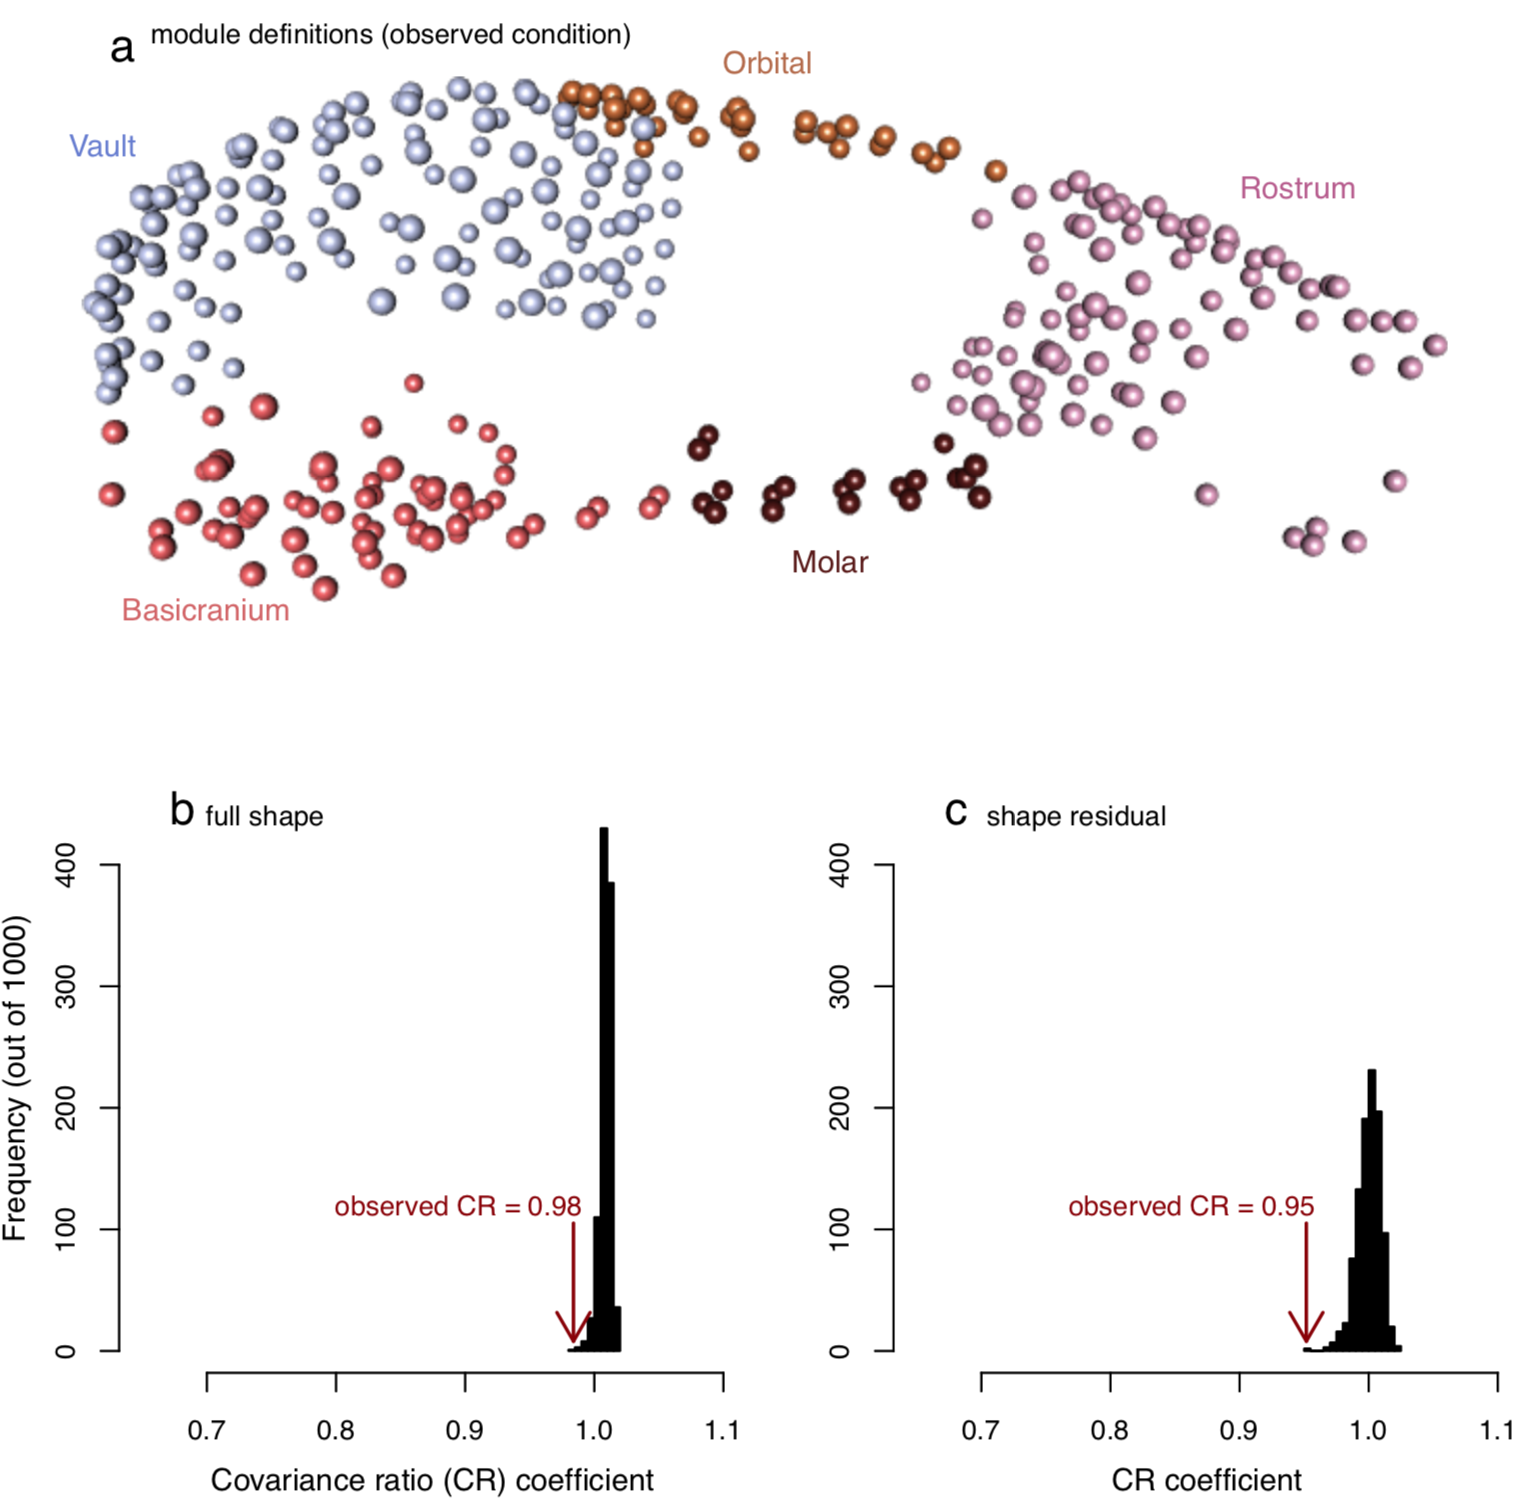 a module definitions (observed condition)
Orbital
Vault
Rostrum
Molar
Basicranium
b full shape
c shape residual
400
300
200
100
0
Frequency (out of 1000)
observed CR = 0.98
0.7 0.8 0.9 1.0 1.1
Covariance ratio (CR) coefficient
400
300
200
100
0
observed CR = 0.95
0.7 0.8 0.9 1.0 1.1
CR coefficient